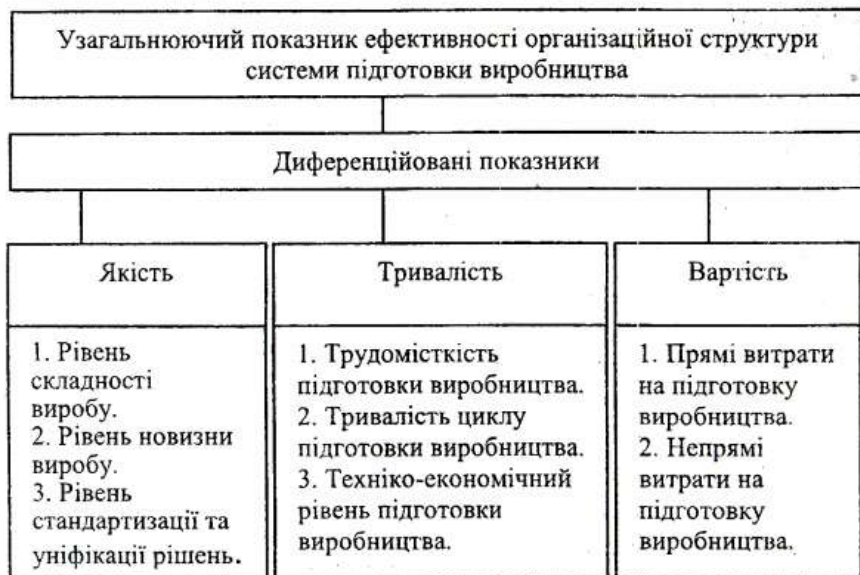 Узагальнюючий показник ефективності організаційної структури
системи підготовки виробництва
Диференційовані показники
Якість
1. Рівень
складності
виробу.
2. Рівень новизни
виробу.
3. Рівень
стандартизації та
уніфікації рішень.
Тривалість
1. Трудомісткість
підготовки виробництва.
2. Тривалість циклу
підготовки виробництва.
3. Техніко-економічний
рівень підготовки
виробництва.
Вартість
1. Прямі витрати
на підготовку
виробництва.
2. Непрямі
витрати на
підготовку
виробництва.